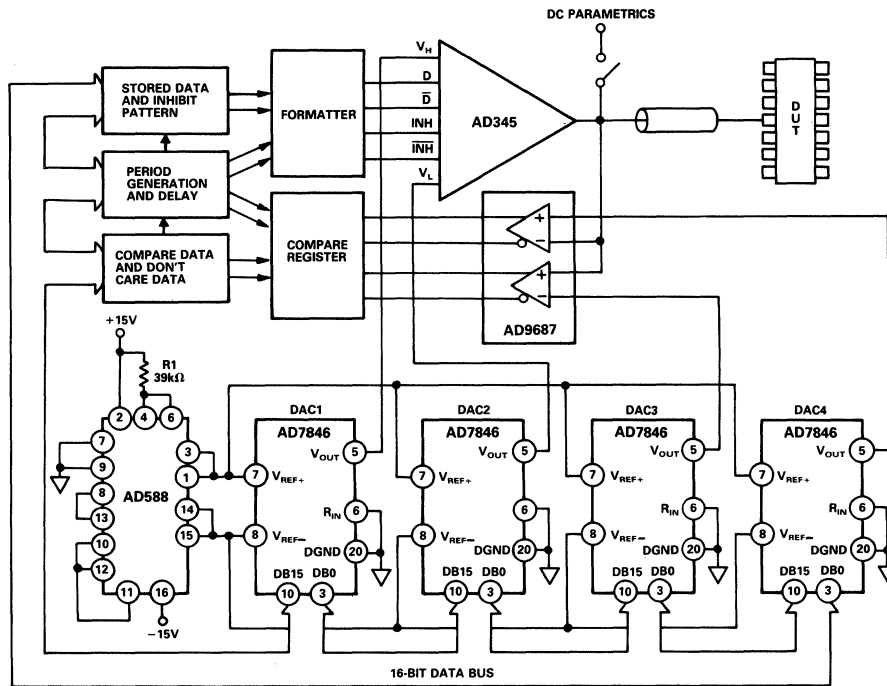 DC PARAMETRICS
STORED DATA
AND INHIBIT
PATTERN
FORMATTER
V_H
D
D̅
INH
I̅N̅H̅
V_L
AD345
DUT
PERIOD
GENERATION
AND DELAY
COMPARE DATA
AND DON'T
CARE DATA
COMPARE
REGISTER
+
−
+
−
AD9687
+15V
R1
39kΩ
2
4
6
7
9
8
13
10
12
11
16
3
1
14
15
AD588
−15V
DAC1
AD7846
V_OUT
5
7
V_REF+
R_IN
6
8
V_REF−
DGND
20
DB15
DB0
10
3
DAC2
AD7846
V_OUT
5
7
V_REF+
6
8
V_REF−
DGND
20
DB15
DB0
10
3
DAC3
AD7846
V_OUT
5
7
V_REF+
R_IN
6
8
V_REF−
DGND
20
DB15
DB0
10
3
DAC4
AD7846
V_OUT
5
7
V_REF+
R_IN
6
8
V_REF−
DGND
20
DB15
DB0
10
3
16-BIT DATA BUS